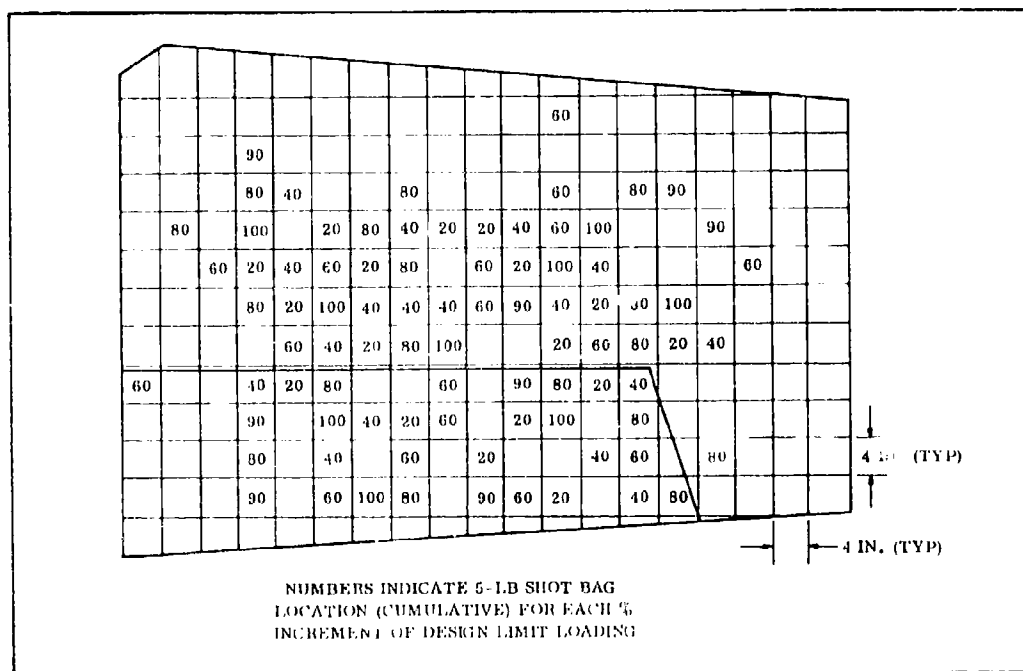 60
90
80 40 80 60 80 90
80 100 20 80 40 20 20 40 60 100 90
60 20 40 60 20 80 60 20 100 40 60
80 20 100 40 40 40 60 90 40 20 100
60 40 20 80 100 20 60 80 20 40
60 40 20 80 60 90 80 20 40
90 100 40 20 60 20 100 80
80 40 60 20 40 60 80
4 (TYP)
90 60 100 80 90 60 20 40 80
4 IN. (TYP)
NUMBERS INDICATE 5-LB SHOT BAG
LOCATION (CUMULATIVE) FOR EACH %
INCREMENT OF DESIGN LIMIT LOADING